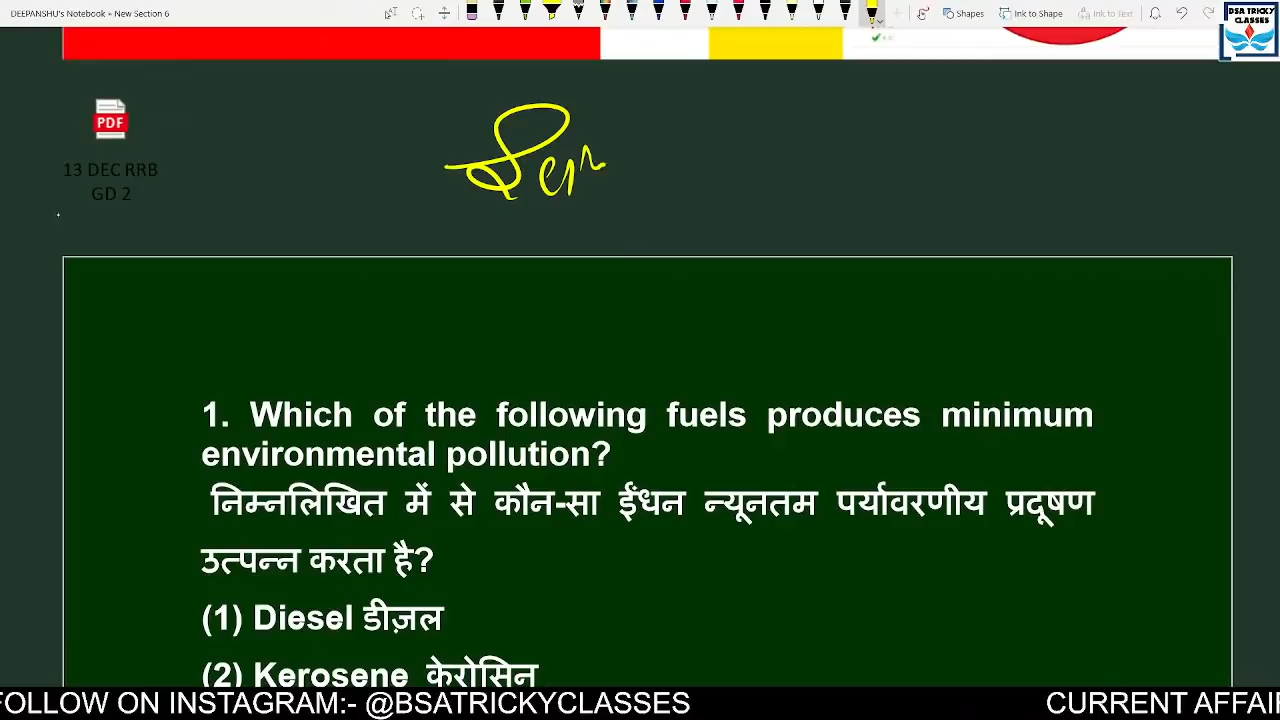 DEEPANSHU's Notebook » New Section 6
Shapes
Ink to Shape
Ink to Text
DSA TRICKY
CLASSES
PDF
13 DEC RRB
GD 2
1. Which of the following fuels produces minimum
environmental pollution?
निम्नलिखित में से कौन-सा ईंधन न्यूनतम पर्यावरणीय प्रदूषण
उत्पन्न करता है?
(1) Diesel डीज़ल
(2) Kerosene केरोसिन
FOLLOW ON INSTAGRAM:- @BSATRICKYCLASSES
CURRENT AFFAI